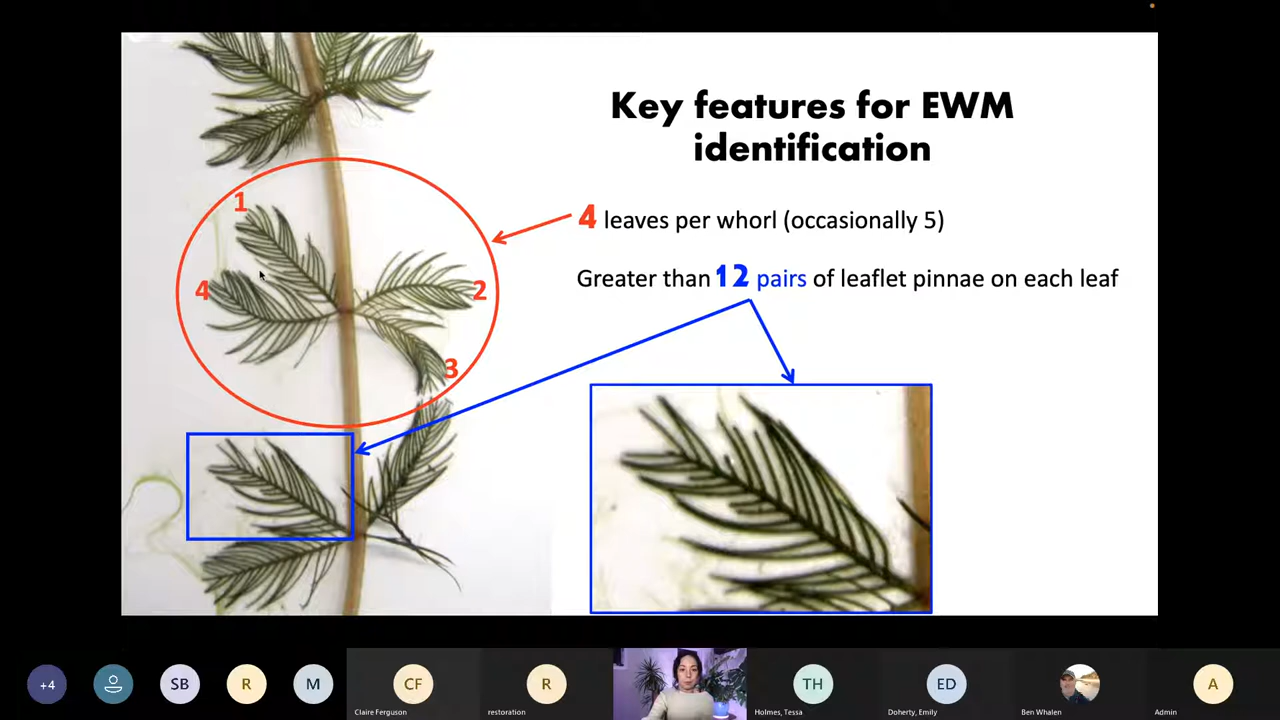 Key features for EWM
identification
4 leaves per whorl (occasionally 5)
Greater than 12 pairs of leaflet pinnae on each leaf
1
4
2
3
+4
SB
R
M
CF
Claire Ferguson
R
restoration
TH
Holmes, Tessa
ED
Doherty, Emily
Ben Whalen
A
Admin